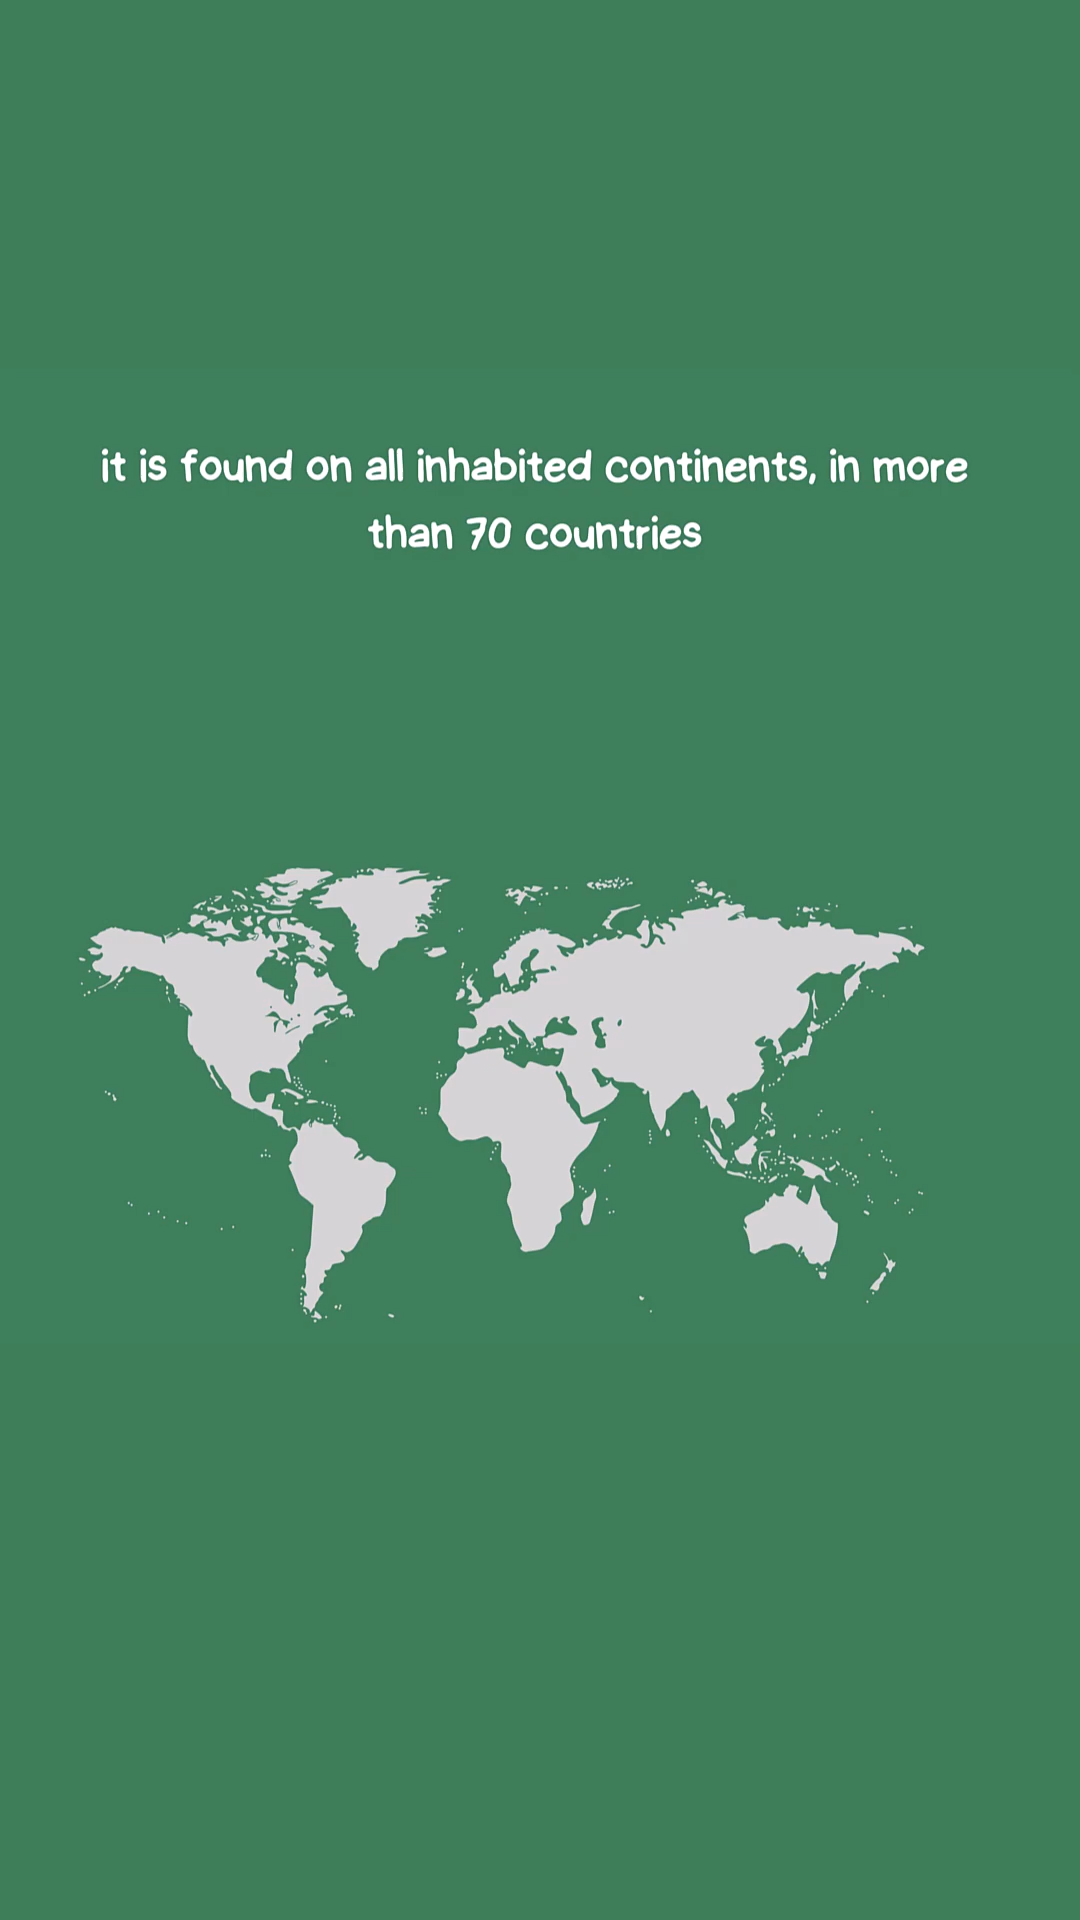 it is found on all inhabited continents, in more
than 70 countries